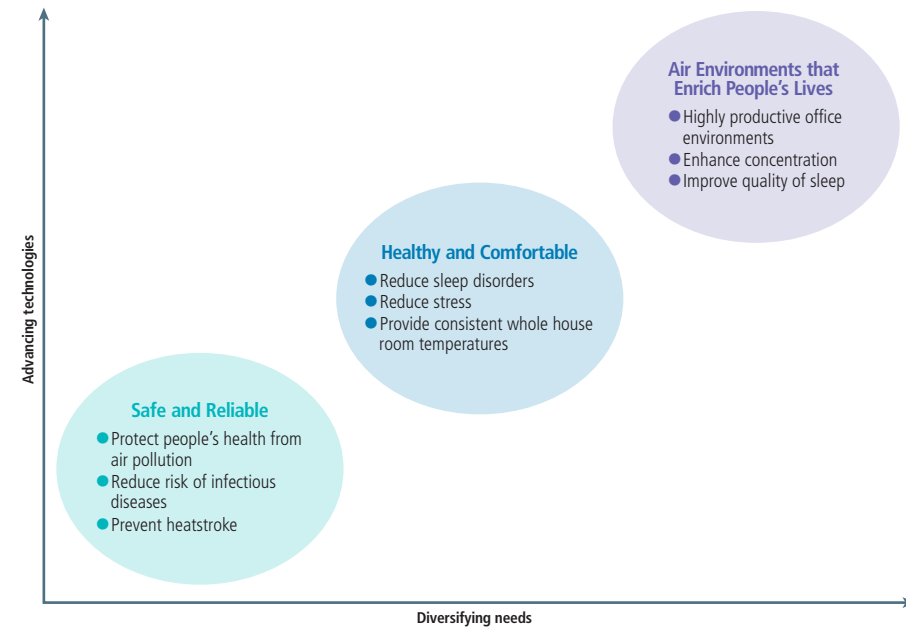 Air Environments that
Enrich People's Lives
●Highly productive office
environments
●Enhance concentration
●Improve quality of sleep
Healthy and Comfortable
●Reduce sleep disorders
●Reduce stress
●Provide consistent whole house
room temperatures
Safe and Reliable
●Protect people's health from
air pollution
●Reduce risk of infectious
diseases
●Prevent heatstroke
Advancing technologies
Diversifying needs